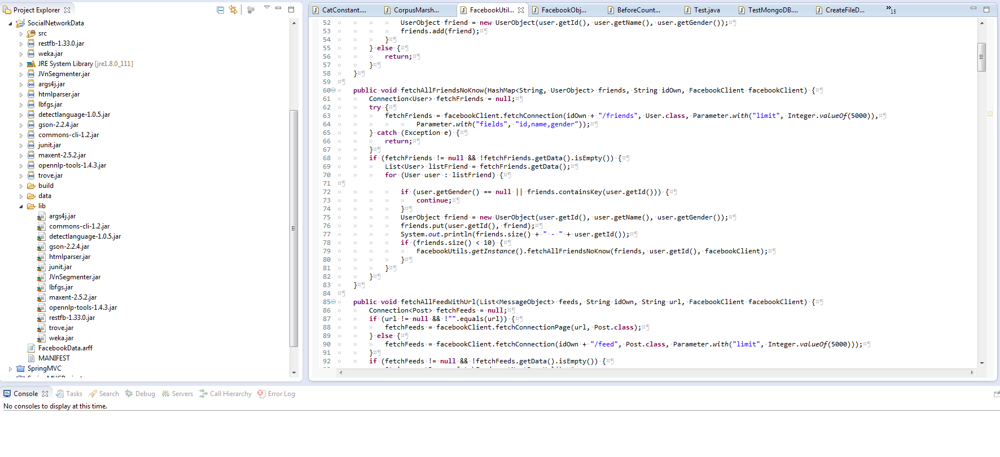 Project Explorer
SocialNetworkData
src
restfb-1.33.0.jar
weka.jar
JRE System Library [jre1.8.0_111]
JVnSegmenter.jar
args4j.jar
htmlparser.jar
lbfgs.jar
detectlanguage-1.0.5.jar
gson-2.2.4.jar
commons-cli-1.2.jar
junit.jar
maxent-2.5.2.jar
opennlp-tools-1.4.3.jar
trove.jar
build
data
lib
args4j.jar
commons-cli-1.2.jar
detectlanguage-1.0.5.jar
gson-2.2.4.jar
htmlparser.jar
junit.jar
JVnSegmenter.jar
lbfgs.jar
maxent-2.5.2.jar
opennlp-tools-1.4.3.jar
restfb-1.33.0.jar
trove.jar
weka.jar
FacebookData.arff
MANIFEST
SpringMVC
CatConstant.... CorpusMarsh... FacebookUtil... FacebookObj... BeforeCount... Test.java TestMongoDB.... CreateFileD... »15
52 UserObject friend = new UserObject(user.getId(), user.getName(), user.getGender());
53 friends.add(friend);
54 }
55 } else {
56 return;
57 }
58 }
59
60 public void fetchAllFriendsNoKnow(HashMap<String, UserObject> friends, String idOwn, FacebookClient facebookClient) {
61 Connection<User> fetchFriends = null;
62 try {
63 fetchFriends = facebookClient.fetchConnection(idOwn + "/friends", User.class, Parameter.with("limit", Integer.valueOf(5000)),
64 Parameter.with("fields", "id,name,gender"));
65 } catch (Exception e) {
66 return;
67 }
68 if (fetchFriends != null && !fetchFriends.getData().isEmpty()) {
69 List<User> listFriend = fetchFriends.getData();
70 for (User user : listFriend) {
71
72 if (user.getGender() == null || friends.containsKey(user.getId())) {
73 continue;
74 }
75 UserObject friend = new UserObject(user.getId(), user.getName(), user.getGender());
76 friends.put(user.getId(), friend);
77 System.out.println(friends.size() + " - " + user.getId());
78 if (friends.size() < 10) {
79 FacebookUtils.getInstance().fetchAllFriendsNoKnow(friends, user.getId(), facebookClient);
80 }
81 }
82 }
83 }
84
85 public void fetchAllFeedWithUrl(List<MessageObject> feeds, String idOwn, String url, FacebookClient facebookClient) {
86 Connection<Post> fetchFeeds = null;
87 if (url != null && !"".equals(url)) {
88 fetchFeeds = facebookClient.fetchConnectionPage(url, Post.class);
89 } else {
90 fetchFeeds = facebookClient.fetchConnection(idOwn + "/feed", Post.class, Parameter.with("limit", Integer.valueOf(5000)));
91 }
92 if (fetchFeeds != null && !fetchFeeds.getData().isEmpty()) {
Console Tasks Search Debug Servers Call Hierarchy Error Log
No consoles to display at this time.